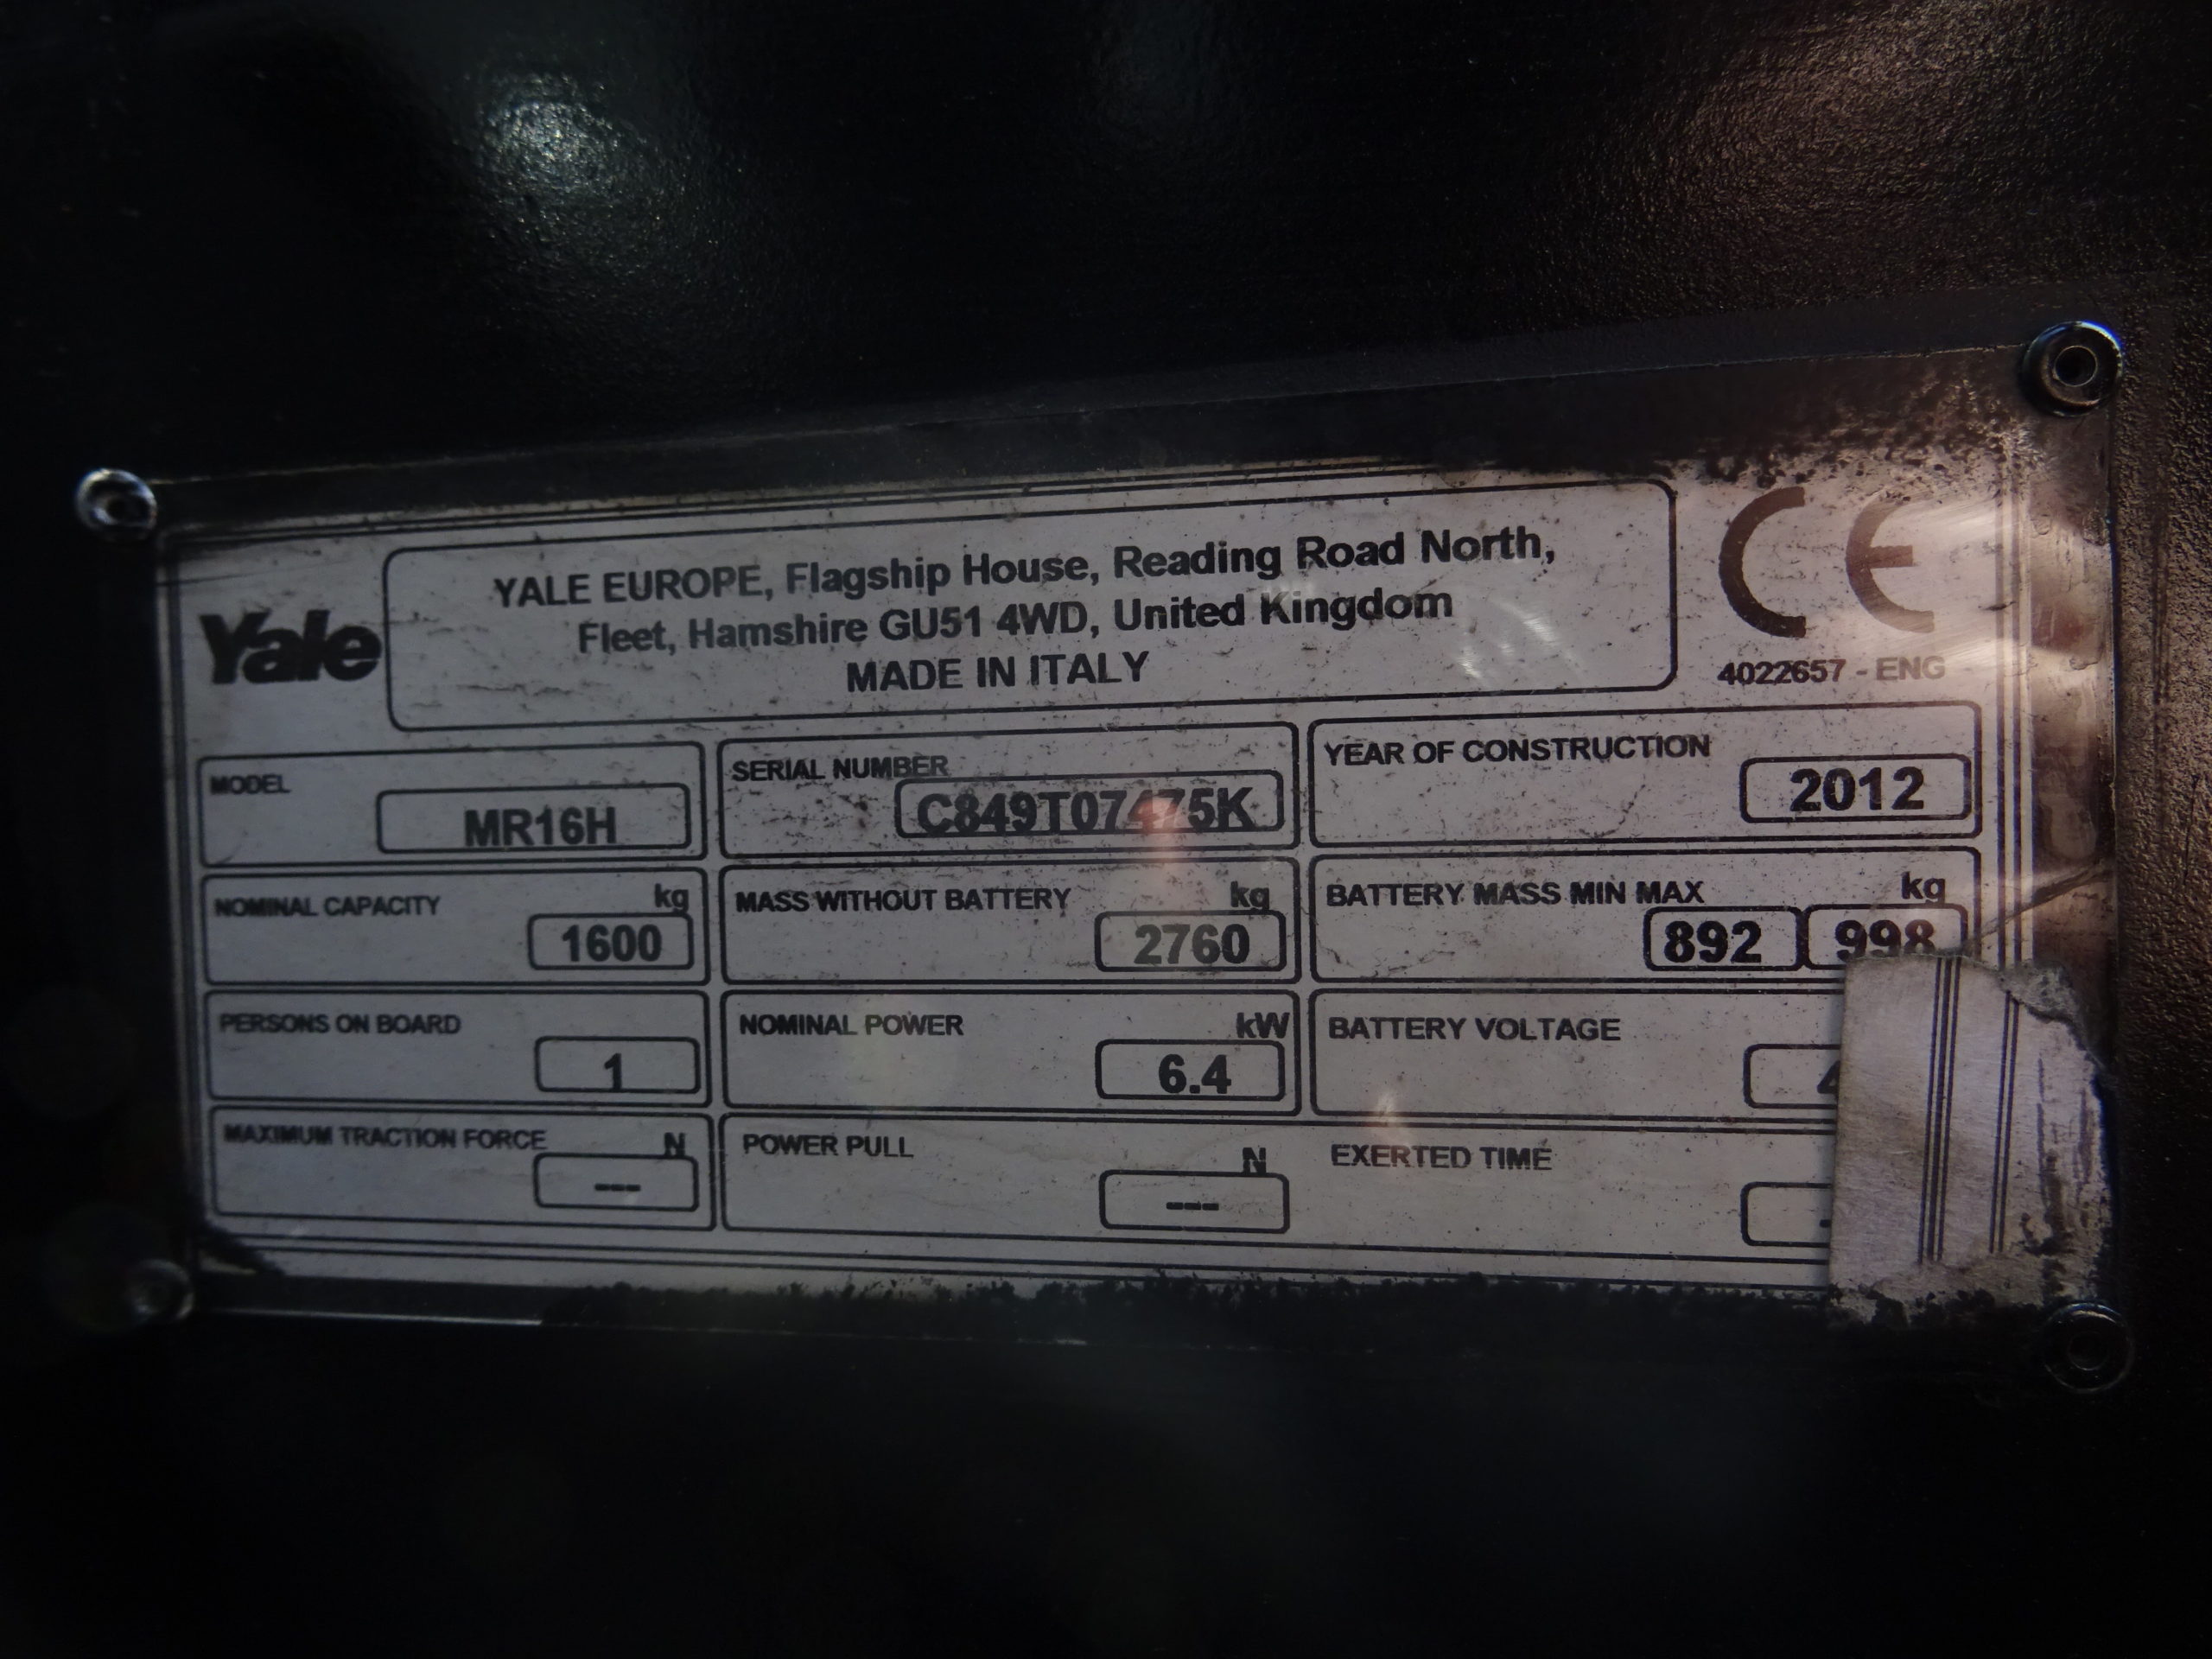 YALE EUROPE, Flagship House, Reading Road North,
Fleet, Hamshire GU51 4WD, United Kingdom
MADE IN ITALY
Yale
CE
4022657 - ENG
MODEL
MR16H
SERIAL NUMBER
C849T07475K
YEAR OF CONSTRUCTION
2012
NOMINAL CAPACITY kg
1600
MASS WITHOUT BATTERY kg
2760
BATTERY MASS MIN MAX kg
892 998
PERSONS ON BOARD
1
NOMINAL POWER kW
6.4
BATTERY VOLTAGE
MAXIMUM TRACTION FORCE N
---
POWER PULL N
---
EXERTED TIME